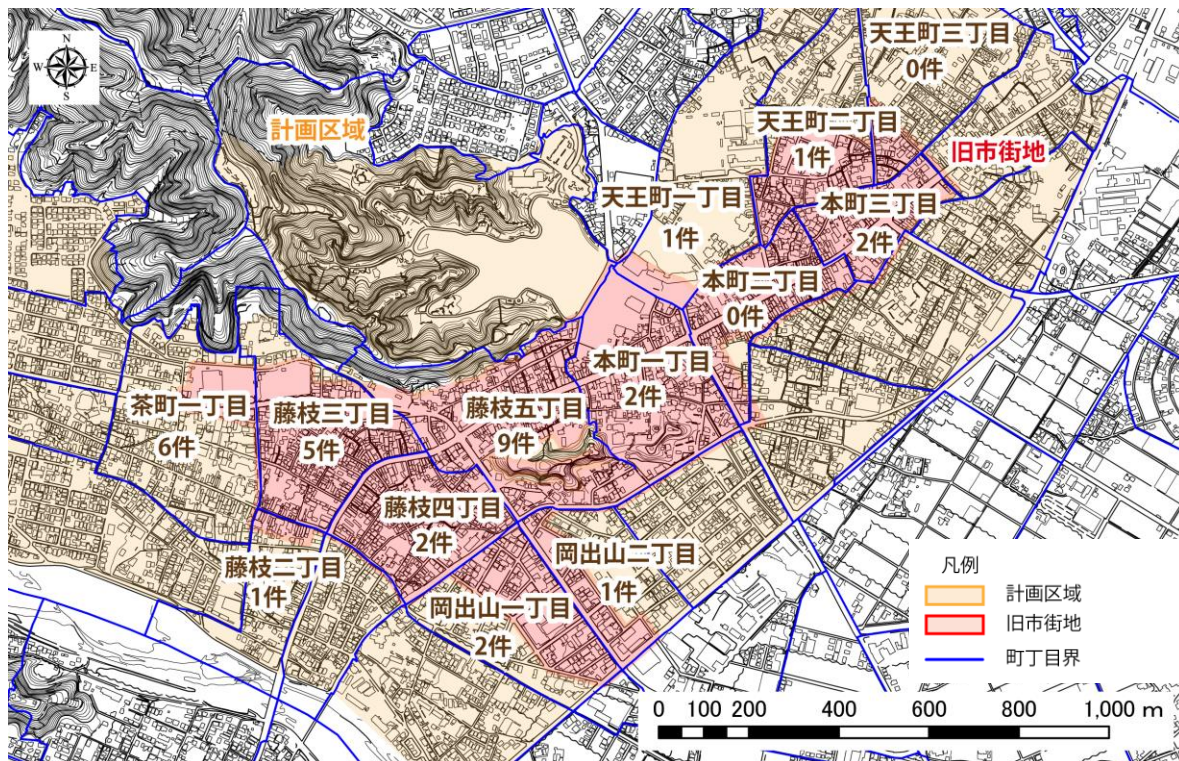 N
W
E
S
計画区域
天王町三丁目
0件
天王町二丁目
1件
旧市街地
天王町一丁目
1件
本町三丁目
2件
本町二丁目
0件
本町一丁目
2件
茶町一丁目
6件
藤枝三丁目
5件
藤枝五丁目
9件
藤枝四丁目
2件
藤枝二丁目
1件
岡出山二丁目
1件
岡出山一丁目
2件
凡例
計画区域
旧市街地
町丁目界
0 100 200 400 600 800 1,000 m